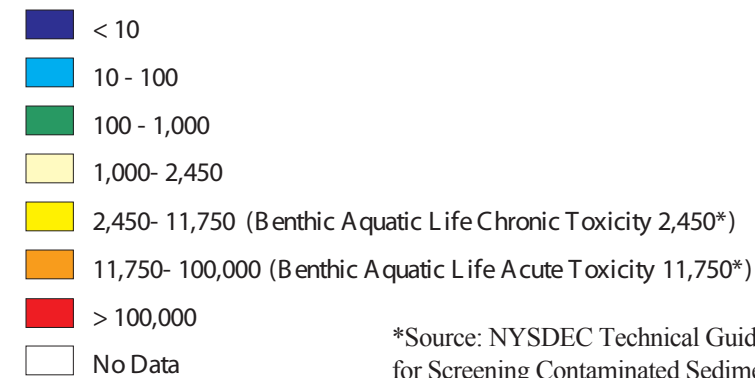 < 10
10 - 100
100 - 1,000
1,000- 2,450
2,450- 11,750 (Benthic Aquatic Life Chronic Toxicity 2,450*)
11,750- 100,000 (Benthic Aquatic Life Acute Toxicity 11,750*)
> 100,000
*Source: NYSDEC Technical Guid
No Data
for Screening Contaminated Sedim